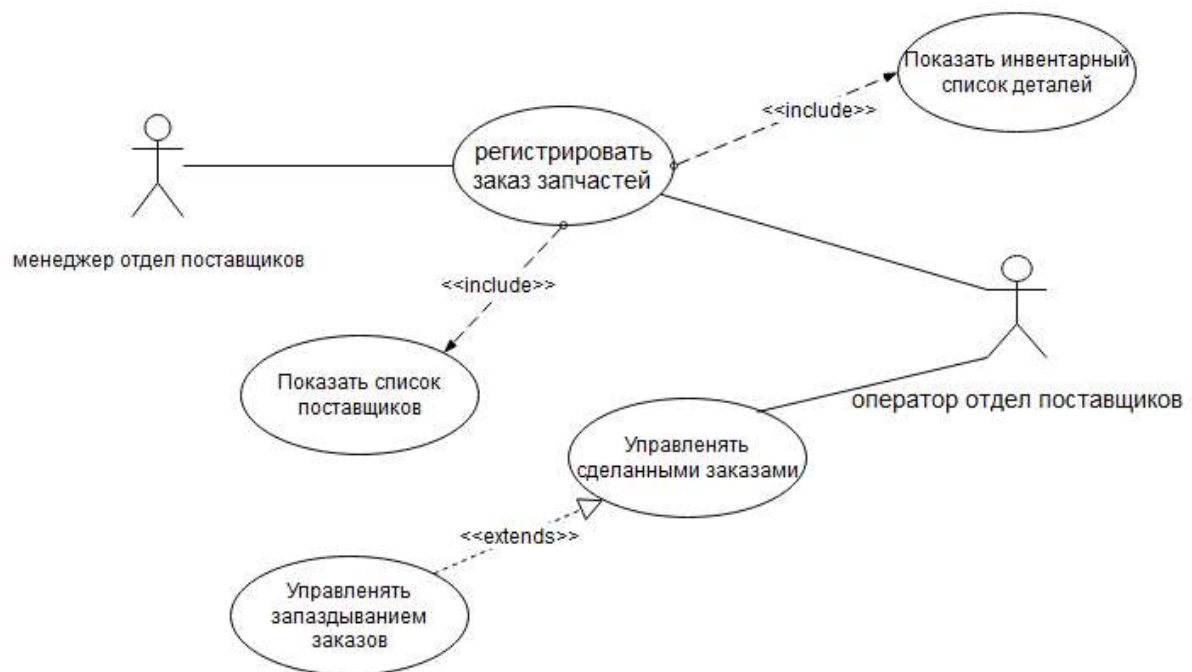 Показать инвентарный
список деталей
<<include>>
регистрировать
заказ запчастей
менеджер отдел поставщиков
<<include>>
Показать список
поставщиков
оператор отдел поставщиков
Управленять
сделанными заказами
<<extends>>
Управленять
запаздыванием
заказов